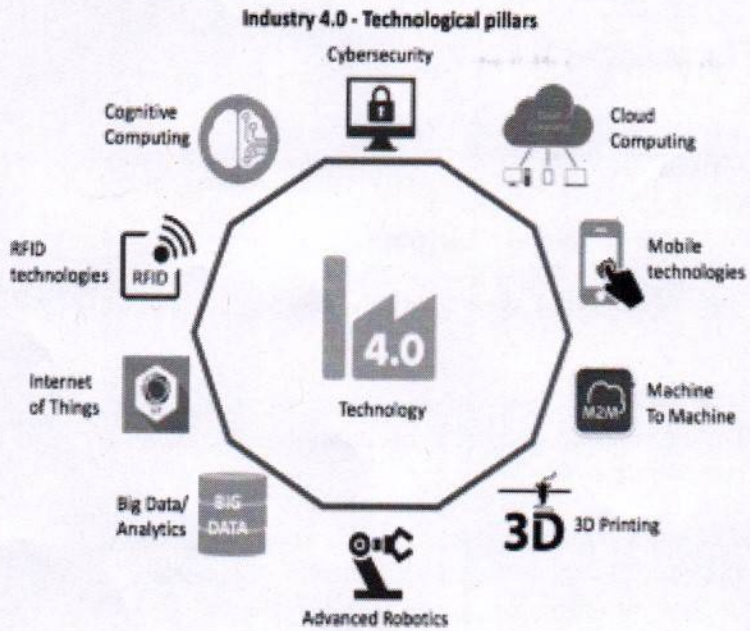 Industry 4.0 - Technological pillars
Cybersecurity
Cognitive
Computing
Cloud
Computing
RFID
technologies
RFID
Mobile
technologies
4.0
Technology
Internet
of Things
M2M
Machine
To Machine
Big Data/
Analytics
BIG
DATA
3D
3D Printing
Advanced Robotics